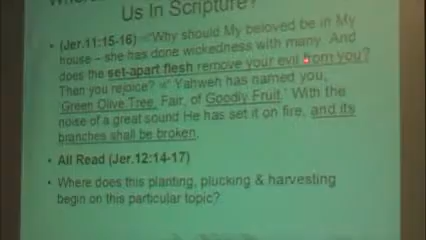 Us In Scripture?
• (Jer.11:15-16) "Why should My beloved be in My
house – she has done wickedness with many. And
does the set-apart flesh remove your evil from you?
Then you rejoice? Yahweh has named you,
'Green Olive Tree, Fair, of Goodly Fruit.' With the
noise of a great sound He has set it on fire, and its
branches shall be broken.
• All Read (Jer.12:14-17)
• Where does this planting, plucking & harvesting
begin on this particular topic?